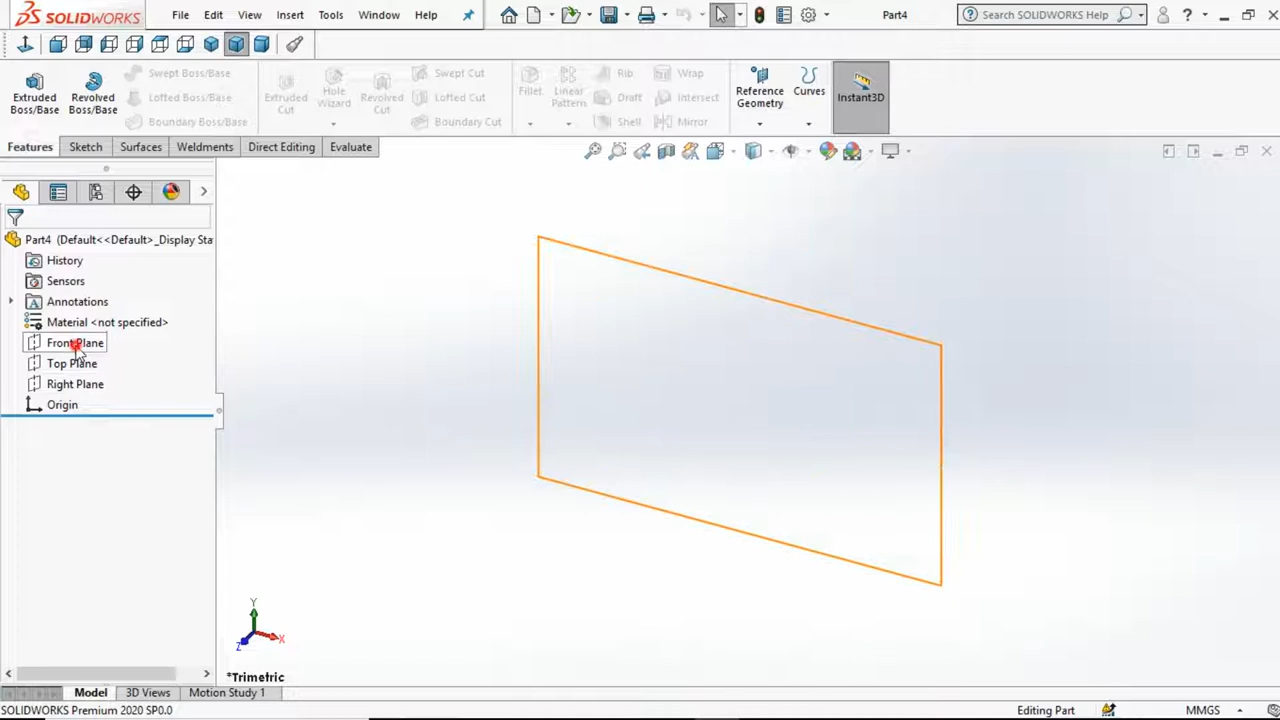 SOLIDWORKS File Edit View Insert Tools Window Help Part4 Search SOLIDWORKS Help ?
Extruded Boss/Base
Revolved Boss/Base
Swept Boss/Base
Lofted Boss/Base
Boundary Boss/Base
Extruded Cut
Hole Wizard
Revolved Cut
Swept Cut
Lofted Cut
Boundary Cut
Fillet
Linear Pattern
Rib
Draft
Shell
Wrap
Intersect
Mirror
Reference Geometry
Curves
Instant3D
Features Sketch Surfaces Weldments Direct Editing Evaluate
Part4 (Default<<Default>_Display Sta
History
Sensors
Annotations
Material <not specified>
Front Plane
Top Plane
Right Plane
Origin
Y
X
Z
*Trimetric
Model 3D Views Motion Study 1
SOLIDWORKS Premium 2020 SP0.0 Editing Part MMGS